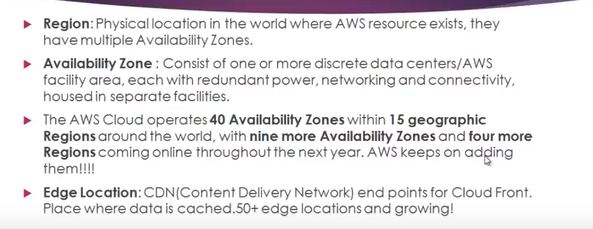 Region: Physical location in the world where AWS resource exists, they
have multiple Availability Zones.
Availability Zone : Consist of one or more discrete data centers/AWS
facility area, each with redundant power, networking and connectivity,
housed in separate facilities.
The AWS Cloud operates 40 Availability Zones within 15 geographic
Regions around the world, with nine more Availability Zones and four more
Regions coming online throughout the next year. AWS keeps on adding
them!!!!
Edge Location: CDN(Content Delivery Network) end points for Cloud Front.
Place where data is cached.50+ edge locations and growing!